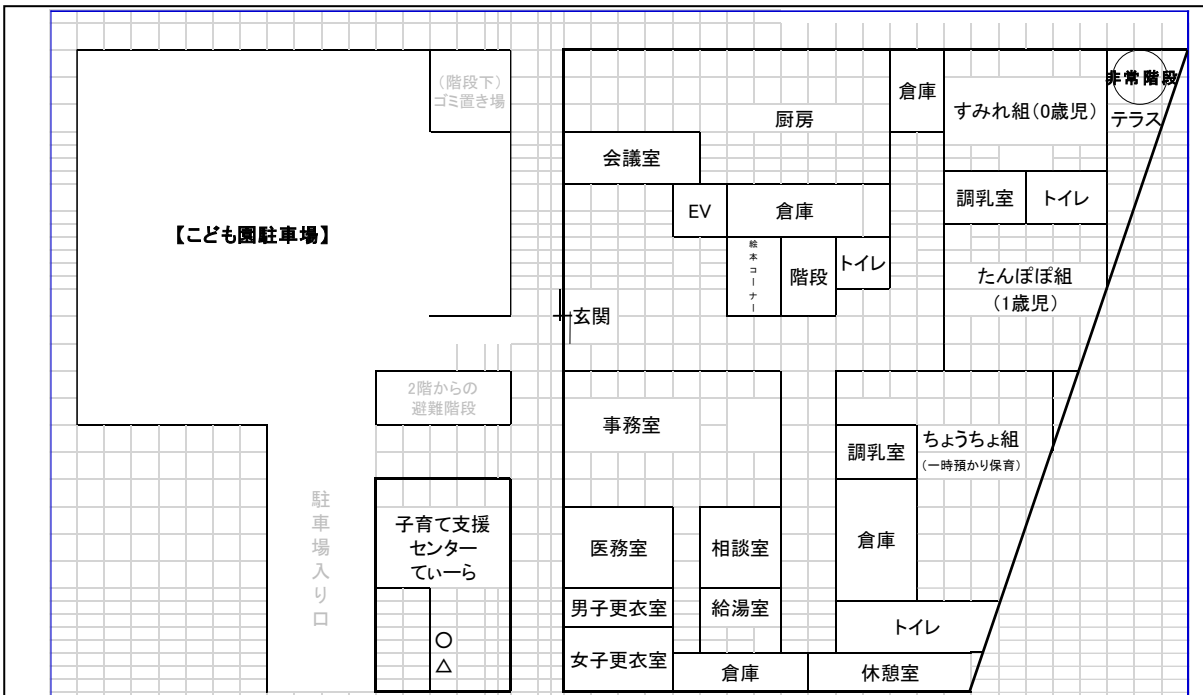 (階段下)
ゴミ置き場
【こども園駐車場】
2階からの
避難階段
駐車場入り口
子育て支援
センター
てぃーら
○
△
厨房
倉庫
すみれ組(0歳児)
非常階段
テラス
会議室
EV
倉庫
調乳室
トイレ
絵本コーナー
階段
トイレ
たんぽぽ組
(1歳児)
玄関
事務室
調乳室
ちょうちょ組
(一時預かり保育)
医務室
相談室
倉庫
男子更衣室
給湯室
トイレ
女子更衣室
倉庫
休憩室